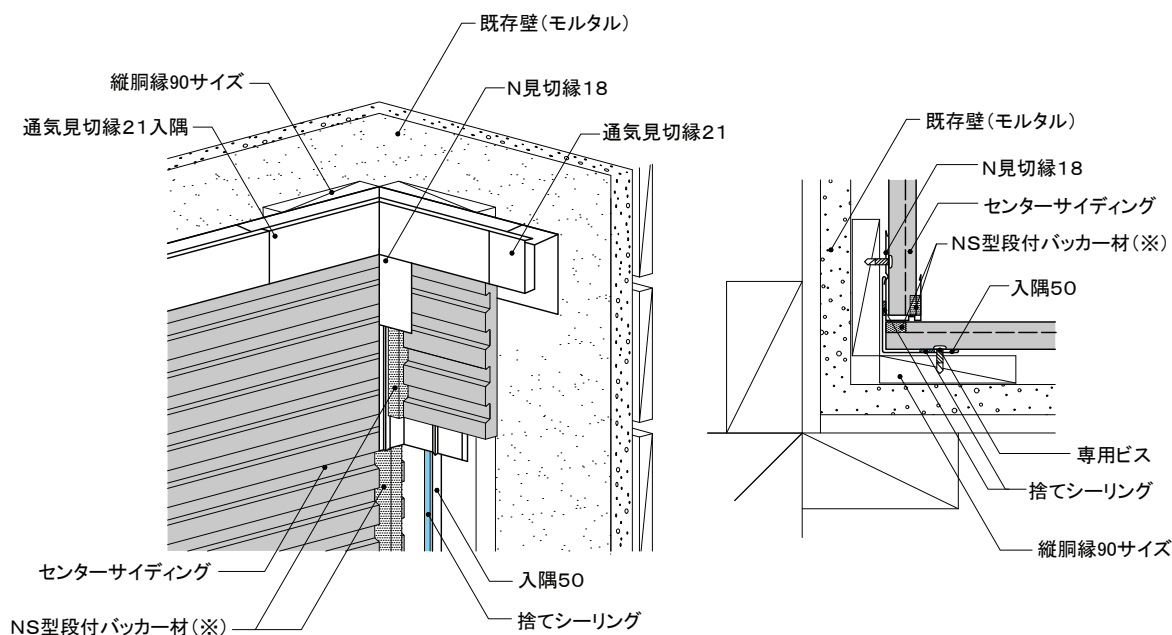 既存壁(モルタル)
縦胴縁90サイズ
N見切縁18
通気見切縁21入隅
通気見切縁21
センターサイディング
入隅50
NS型段付バッカー材(※)
捨てシーリング
既存壁(モルタル)
N見切縁18
センターサイディング
NS型段付バッカー材(※)
入隅50
専用ビス
捨てシーリング
縦胴縁90サイズ